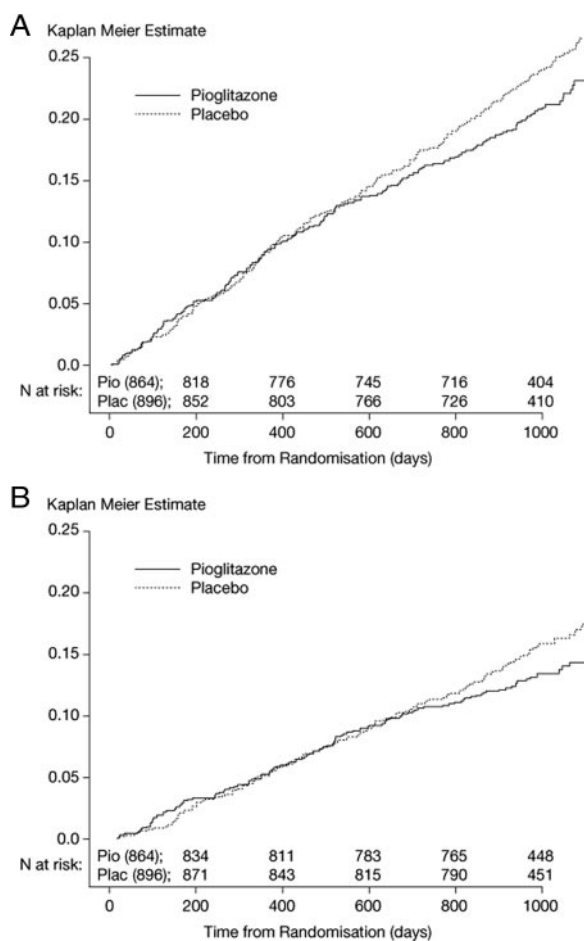 A
Kaplan Meier Estimate
0.25
Pioglitazone
Placebo
0.20
0.15
0.10
0.05
0.0
N at risk:
Pio (864); 818 776 745 716 404
Plac (896); 852 803 766 726 410
0 200 400 600 800 1000
Time from Randomisation (days)
B
Kaplan Meier Estimate
0.25
Pioglitazone
Placebo
0.20
0.15
0.10
0.05
0.0
N at risk:
Pio (864); 834 811 783 765 448
Plac (896); 871 843 815 790 451
0 200 400 600 800 1000
Time from Randomisation (days)